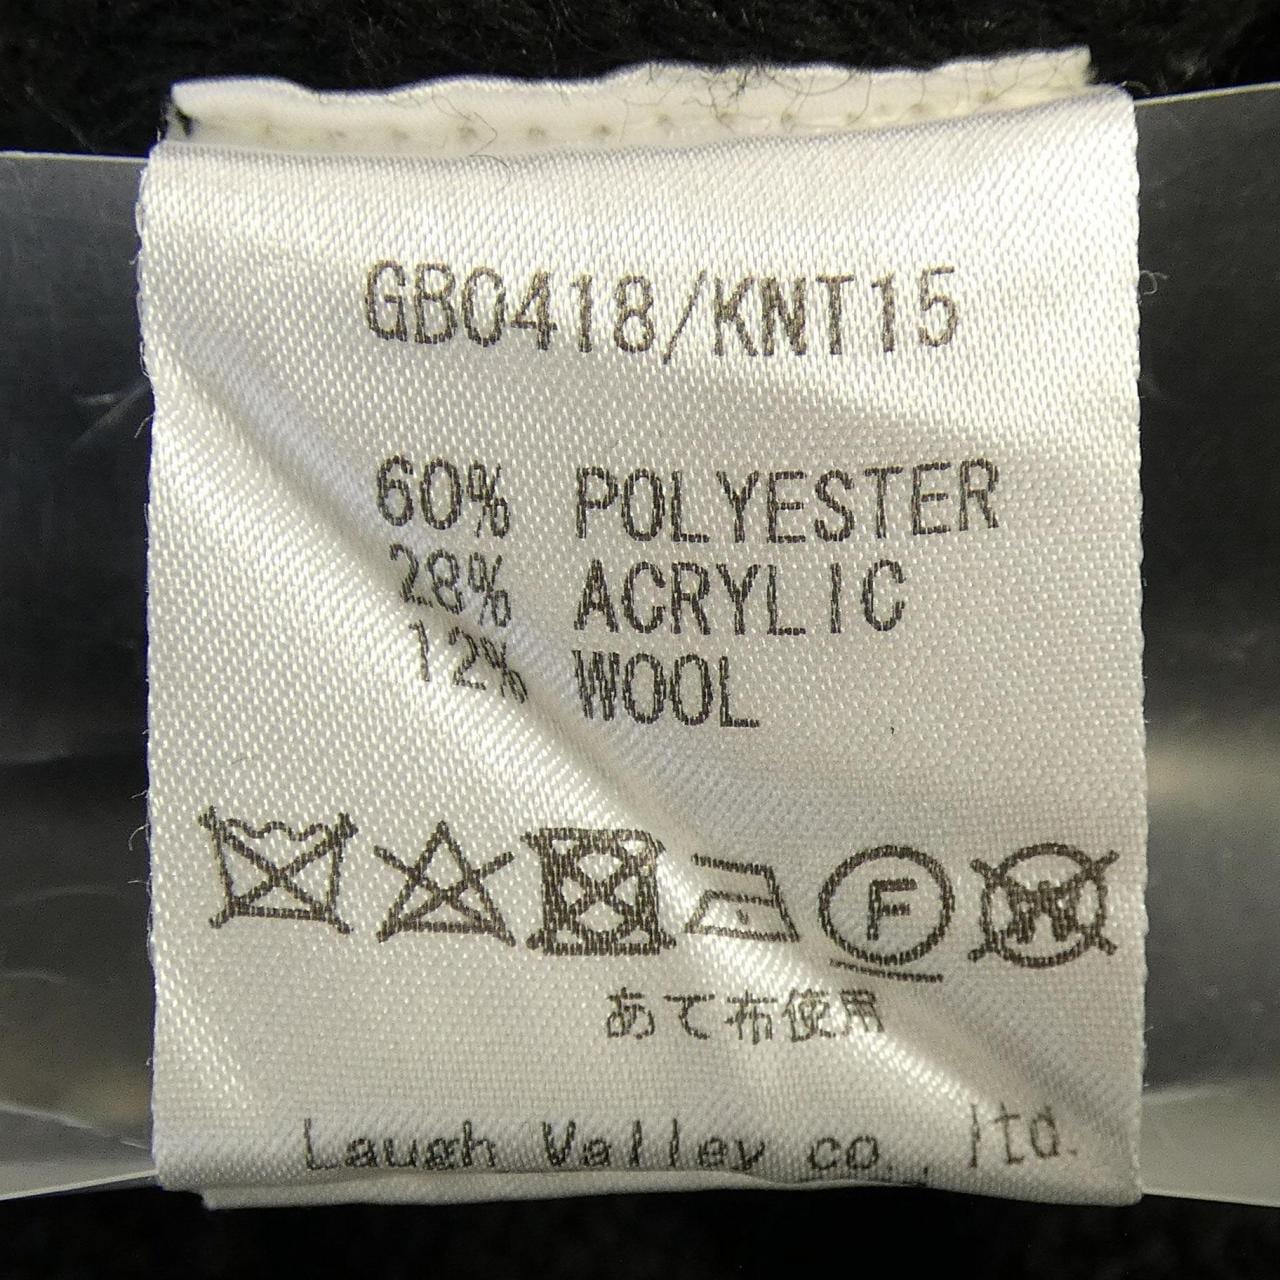 GB0418/KNT15
60% POLYESTER
28% ACRYLIC
12% WOOL
F W
あて布使用
Laugh Valley co., ltd.